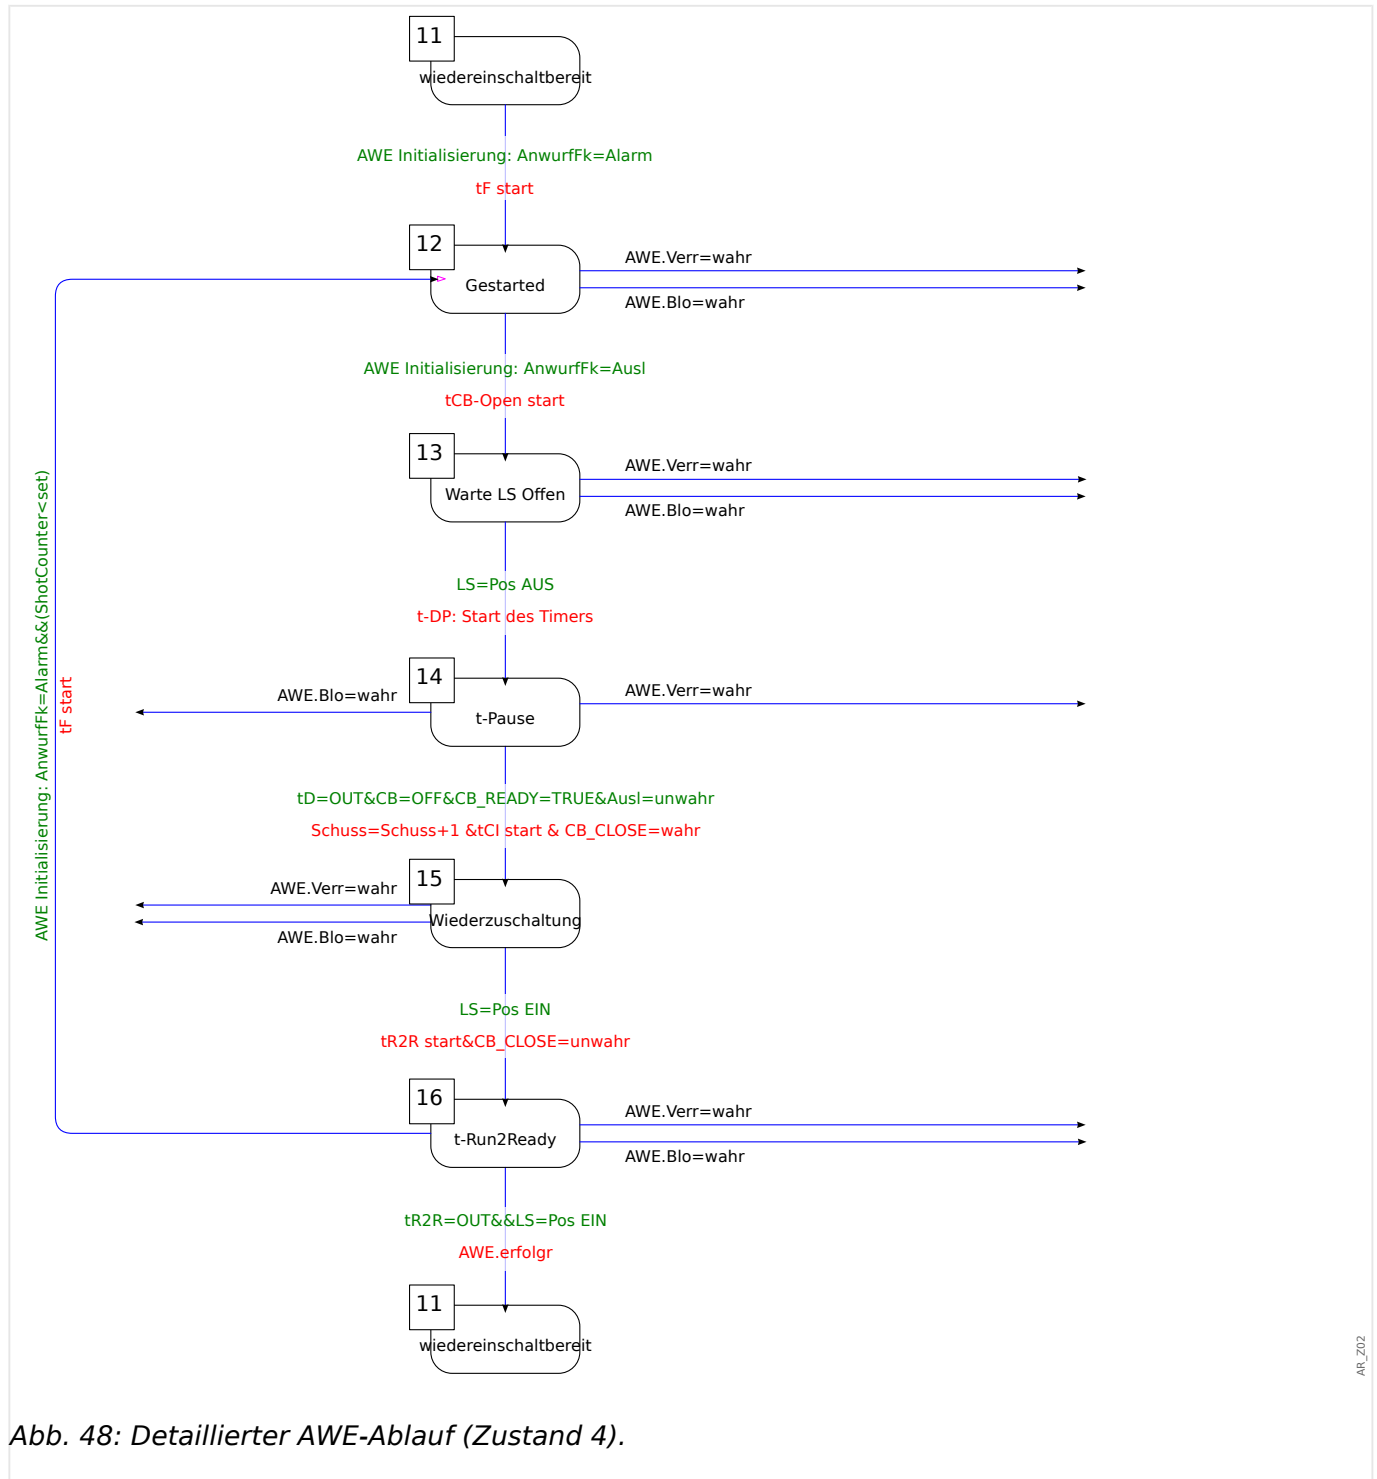 11
wiedereinschaltbereit
AWE Initialisierung: AnwurfFk=Alarm
tF start
12
Gestarted
AWE.Verr=wahr
AWE.Blo=wahr
AWE Initialisierung: AnwurfFk=Ausl
tCB-Open start
13
Warte LS Offen
AWE.Verr=wahr
AWE.Blo=wahr
LS=Pos AUS
t-DP: Start des Timers
AWE Initialisierung: AnwurfFk=Alarm&&(ShotCounter<set)
tF start
14
t-Pause
AWE.Blo=wahr
AWE.Verr=wahr
tD=OUT&CB=OFF&CB_READY=TRUE&Ausl=unwahr
Schuss=Schuss+1 &tCI start & CB_CLOSE=wahr
15
Wiederzuschaltung
AWE.Verr=wahr
AWE.Blo=wahr
LS=Pos EIN
tR2R start&CB_CLOSE=unwahr
16
t-Run2Ready
AWE.Verr=wahr
AWE.Blo=wahr
tR2R=OUT&&LS=Pos EIN
AWE.erfolgr
11
wiedereinschaltbereit
AR_Z02
Abb. 48: Detaillierter AWE-Ablauf (Zustand 4).